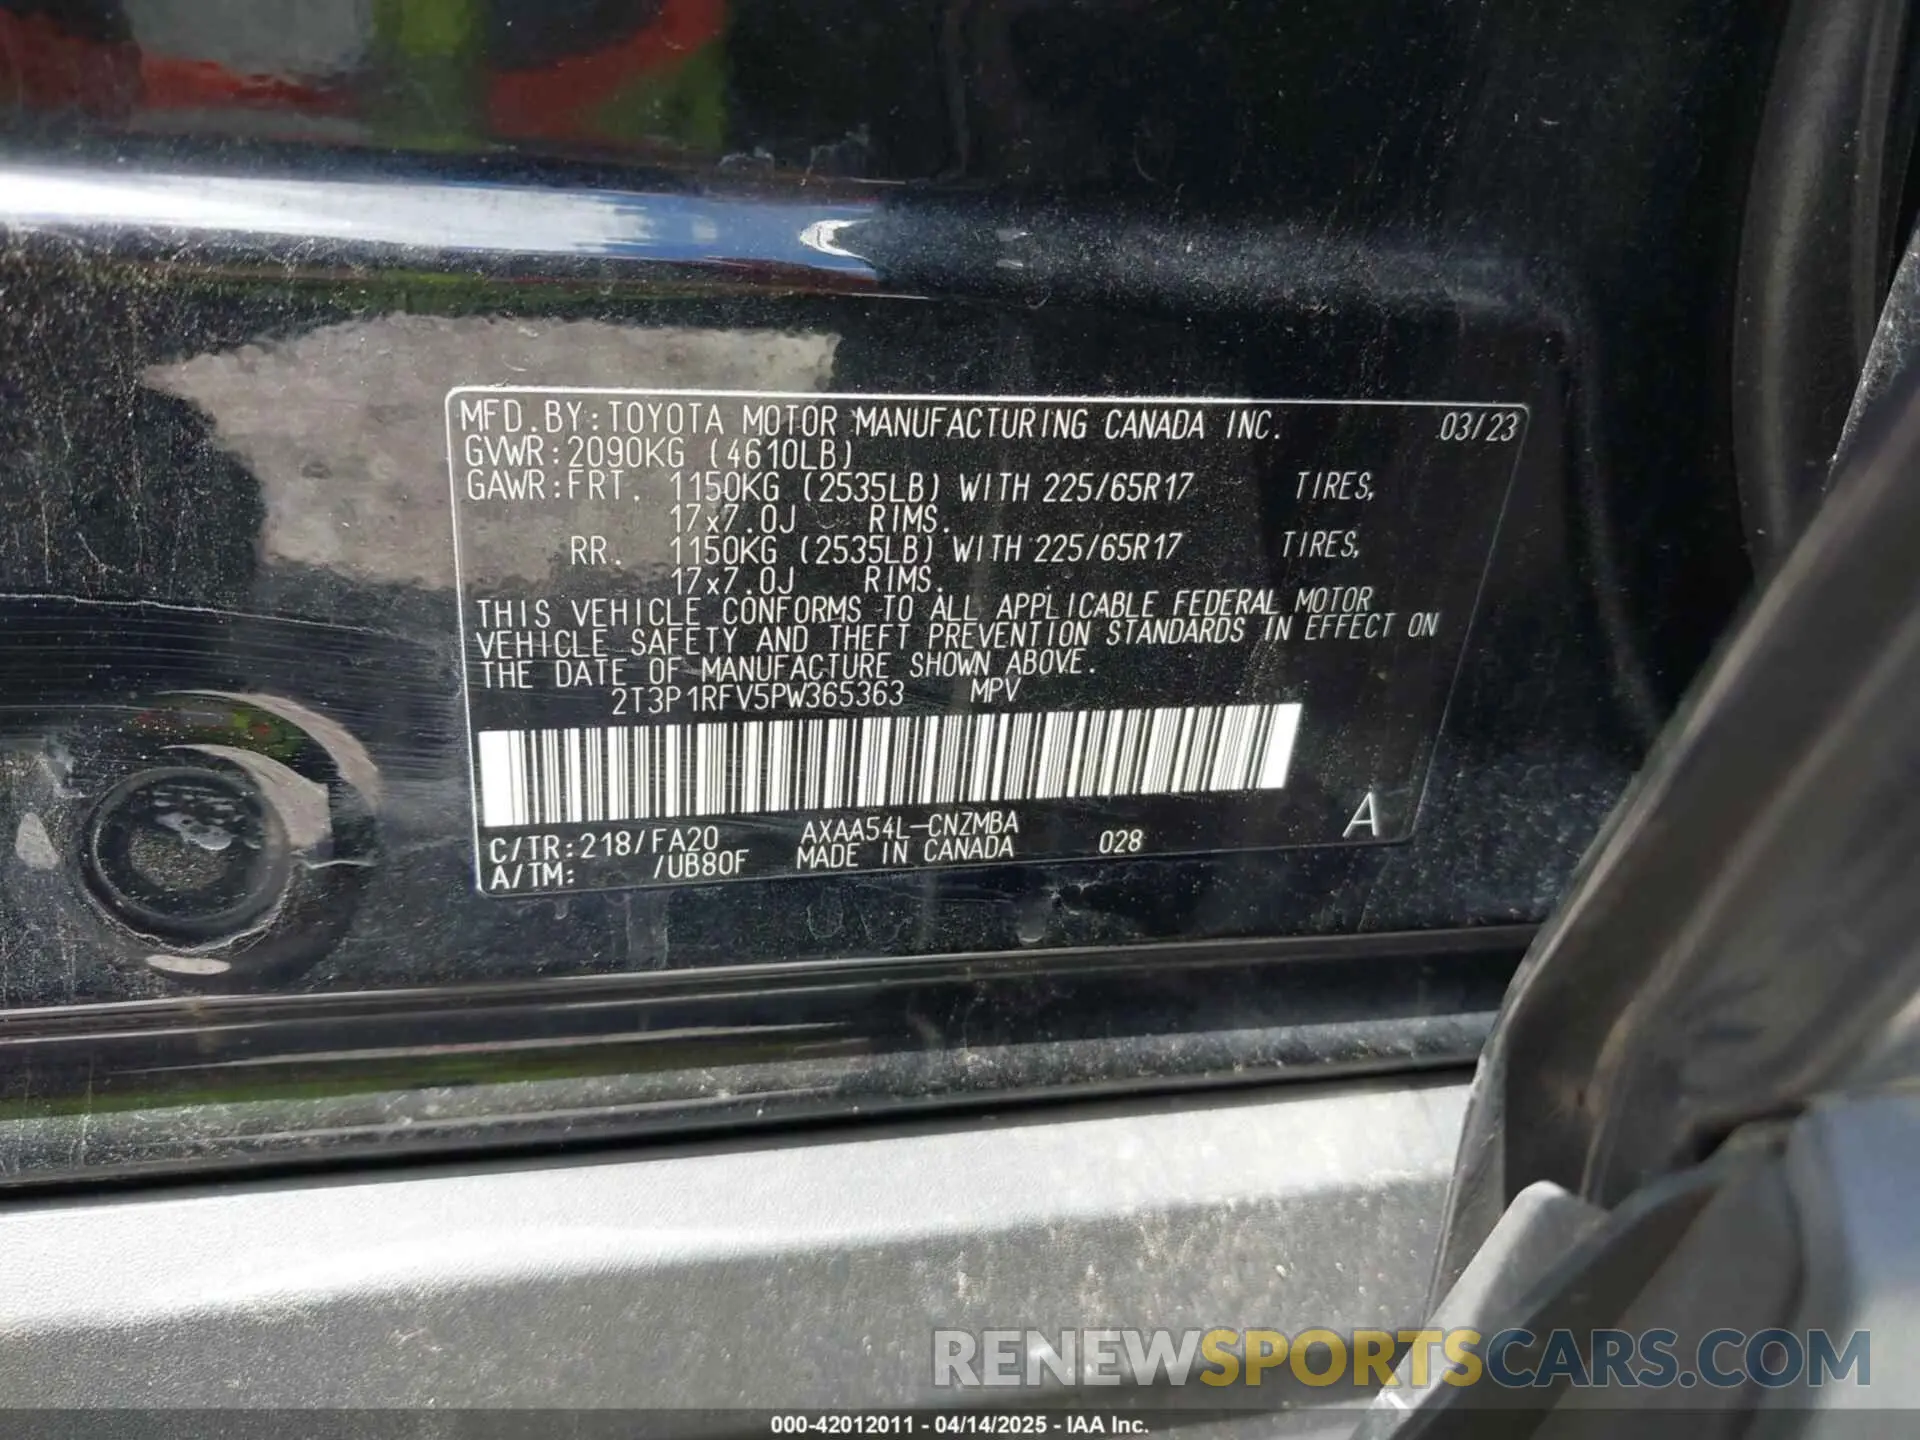 MFD.BY:TOYOTA MOTOR MANUFACTURING CANADA INC. 03/23
GVWR:2090KG (4610LB)
GAWR:FRT. 1150KG (2535LB) WITH 225/65R17 TIRES,
17x7.0J RIMS.
RR. 1150KG (2535LB) WITH 225/65R17 TIRES,
17x7.0J RIMS.
THIS VEHICLE CONFORMS TO ALL APPLICABLE FEDERAL MOTOR
VEHICLE SAFETY AND THEFT PREVENTION STANDARDS IN EFFECT ON
THE DATE OF MANUFACTURE SHOWN ABOVE.
2T3P1RFV5PW365363 MPV
C/TR:218/FA20 AXAA54L-CNZMBA 028 A
A/TM: /UB80F MADE IN CANADA
RENEWSPORTSCARS.COM
000-42012011 - 04/14/2025 - IAA Inc.